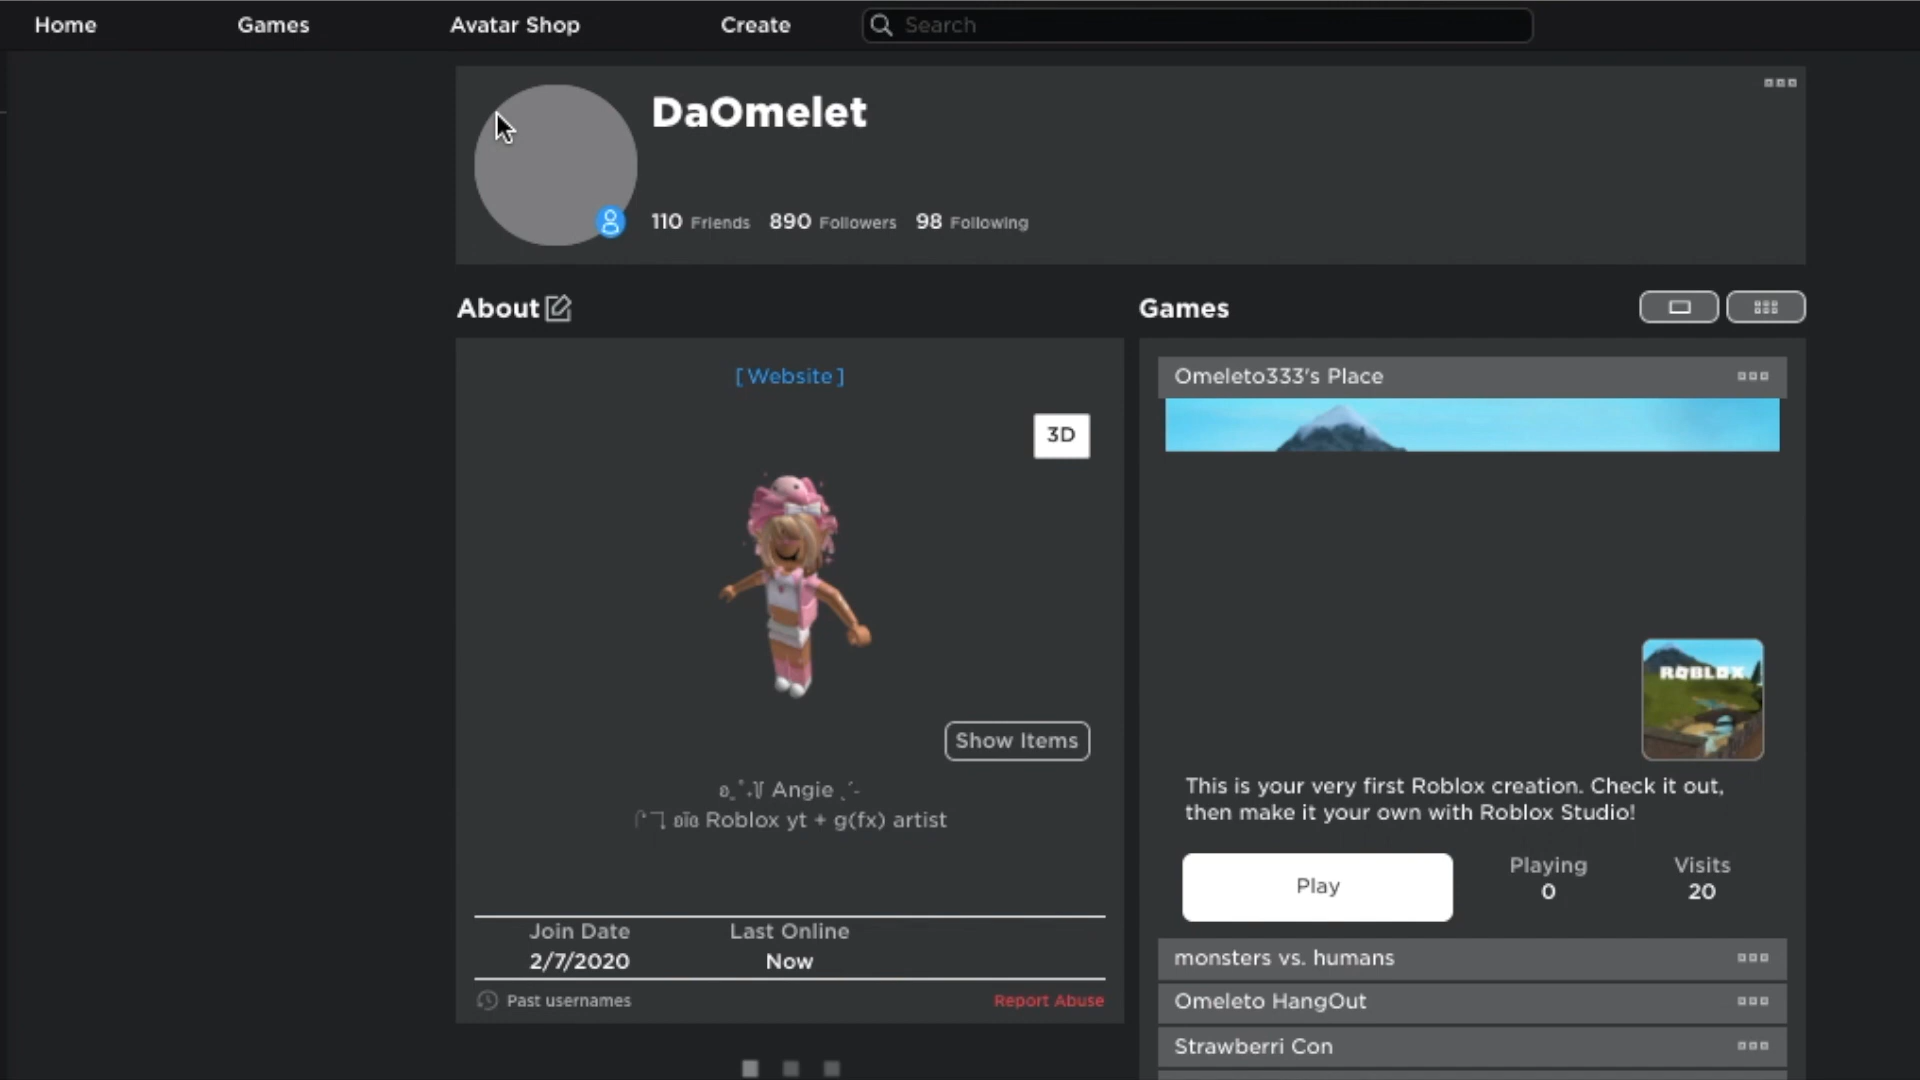 Home Games Avatar Shop Create Search
DaOmelet
110 Friends 890 Followers 98 Following
About
[ Website ]
3D
Show Items
Angie
Roblox yt + g(fx) artist
Join Date Last Online
2/7/2020 Now
Past usernames Report Abuse
Games
Omeleto333's Place
ROBLOX
This is your very first Roblox creation. Check it out,
then make it your own with Roblox Studio!
Play
Playing Visits
0 20
monsters vs. humans
Omeleto HangOut
Strawberri Con